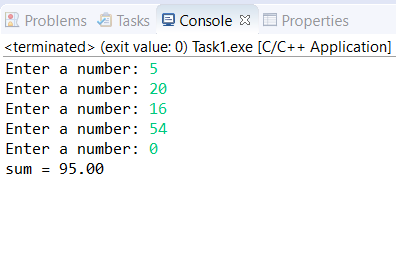 Problems Tasks Console Properties
<terminated> (exit value: 0) Task1.exe [C/C++ Application]
Enter a number: 5
Enter a number: 20
Enter a number: 16
Enter a number: 54
Enter a number: 0
sum = 95.00